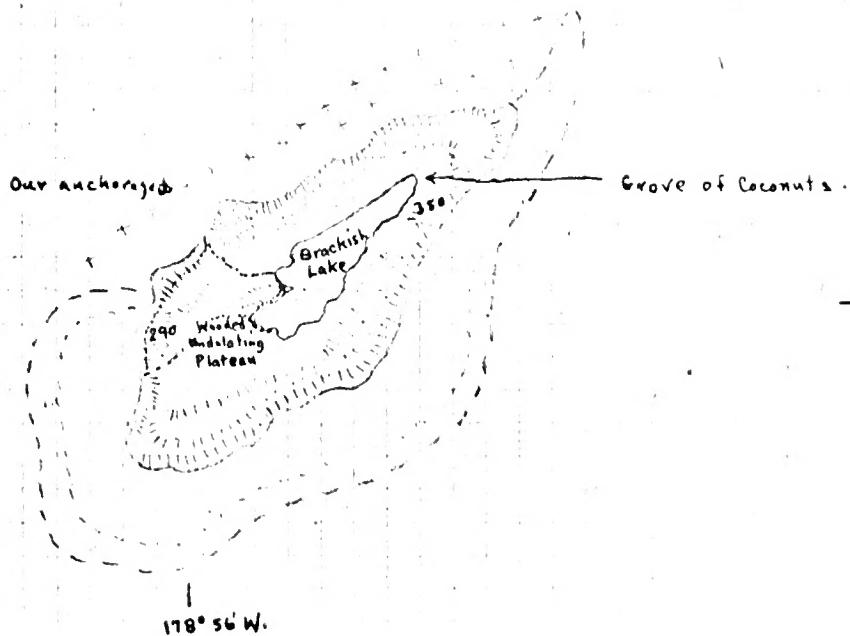 Our anchorage
Grove of Coconuts.
350
Brackish
Lake
290
Wooded
Undulating
Plateau
178° 56' W.